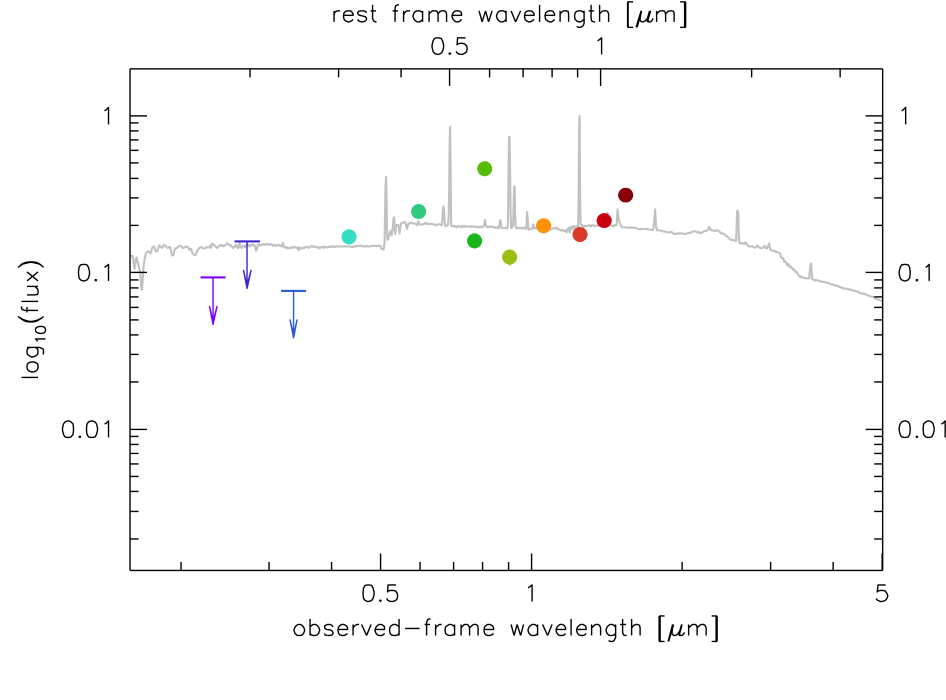 rest frame wavelength [μm]
0.5 1
1 1
0.1 0.1
0.01 0.01
log10(flux)
0.5 1 5
observed-frame wavelength [μm]